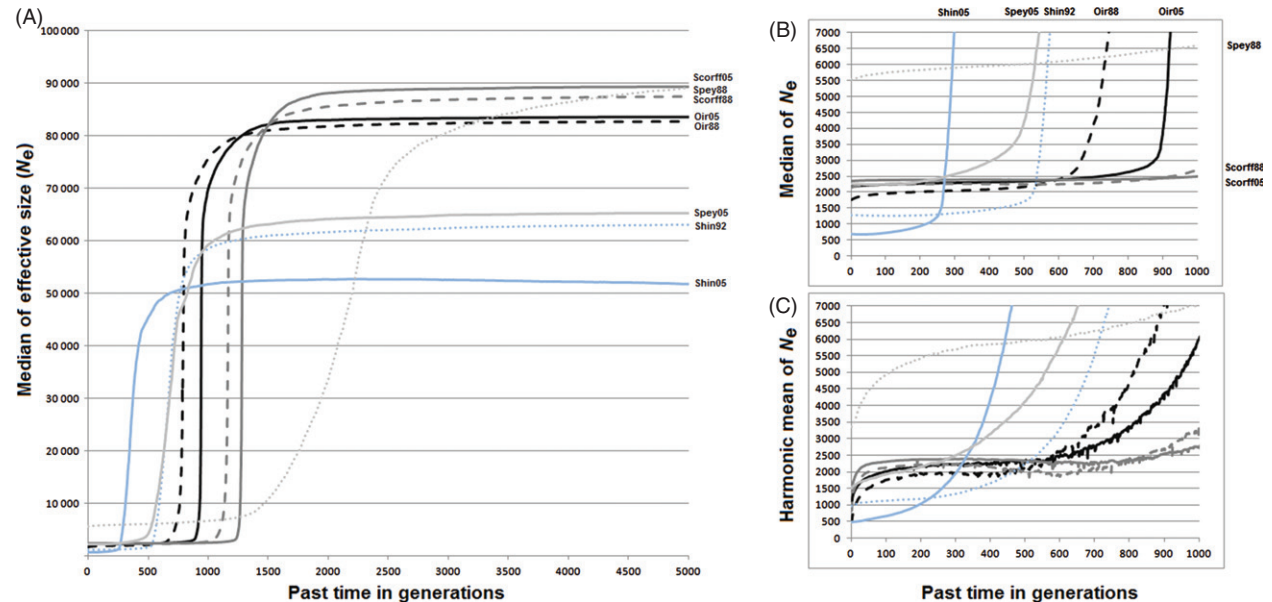 (A)
Median of effective size (Ne)
100 000
90 000
80 000
70 000
60 000
50 000
40 000
30 000
20 000
10 000
0 500 1000 1500 2000 2500 3000 3500 4000 4500 5000
Past time in generations
Scorff05
Spey88
Scorff88
Oir05
Oir88
Spey05
Shin92
Shin05
(B)
Shin05 Spey05 Shin92 Oir88 Oir05
Median of Ne
7000
6500
6000
5500
5000
4500
4000
3500
3000
2500
2000
1500
1000
500
0
0 100 200 300 400 500 600 700 800 900 1000
Spey88
Scorff88
Scorff05
(C)
Harmonic mean of Ne
7000
6500
6000
5500
5000
4500
4000
3500
3000
2500
2000
1500
1000
500
0
0 100 200 300 400 500 600 700 800 900 1000
Past time in generations